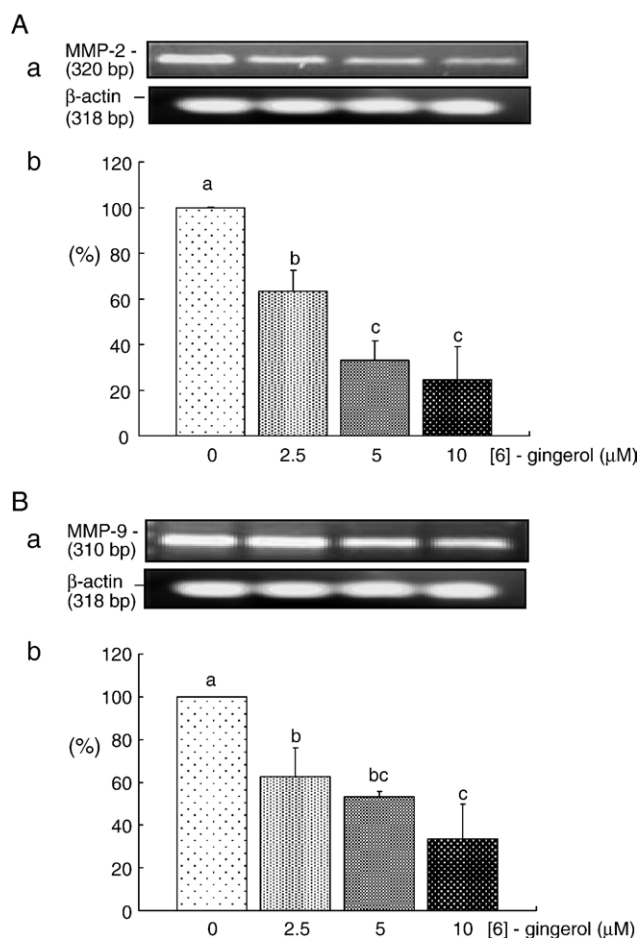 A
a
MMP-2 -
(320 bp)
β-actin –
(318 bp)
b
120
100
80
60
40
20
0
(%)
a
b
c
c
0 2.5 5 10 [6] - gingerol (μM)
B
a
MMP-9 -
(310 bp)
β-actin –
(318 bp)
b
120
100
80
60
40
20
0
(%)
a
b
bc
c
0 2.5 5 10 [6] - gingerol (μM)